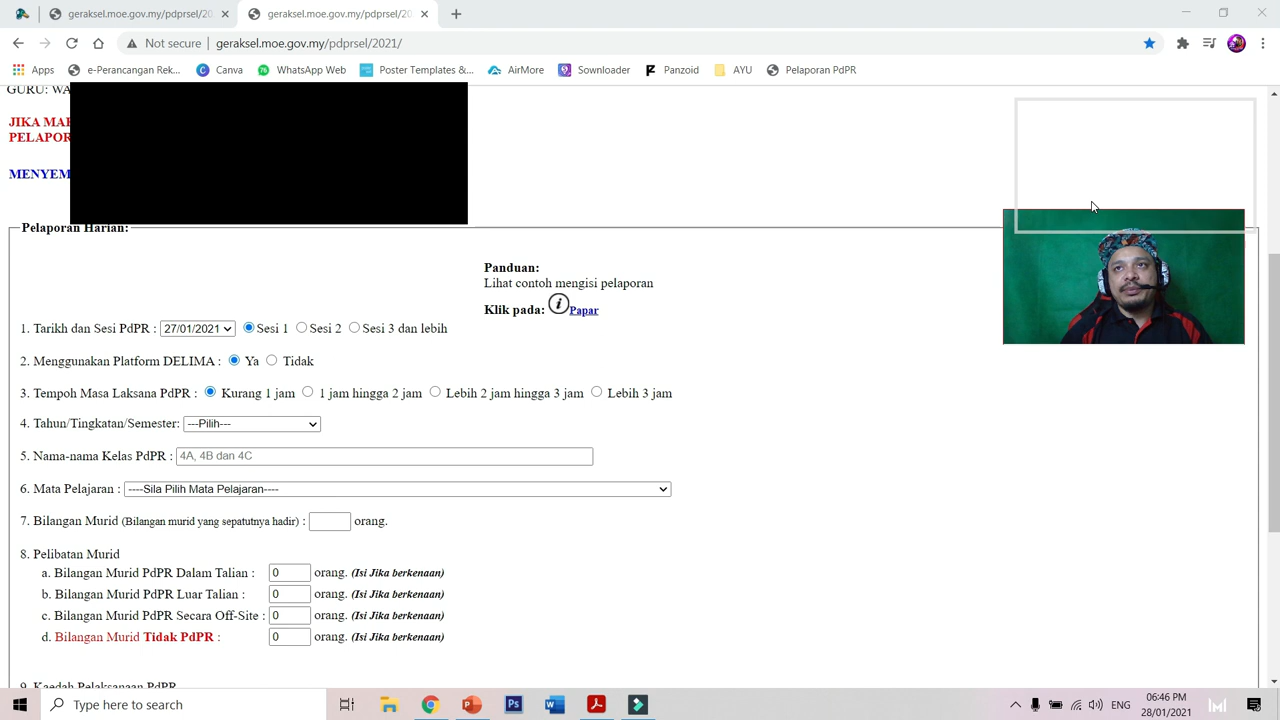 geraksel.moe.gov.my/pdprsel/20
geraksel.moe.gov.my/pdprsel/20
Not secure | geraksel.moe.gov.my/pdprsel/2021/
Apps e-Perancangan Rek... Canva WhatsApp Web Poster Templates &... AirMore Sownloader Panzoid AYU Pelaporan PdPR
GURU: WA
JIKA
PELAPOR
MENYEM
Pelaporan Harian:
Panduan:
Lihat contoh mengisi pelaporan
Klik pada: i Papar
1. Tarikh dan Sesi PdPR : 27/01/2021 Sesi 1 Sesi 2 Sesi 3 dan lebih
2. Menggunakan Platform DELIMA : Ya Tidak
3. Tempoh Masa Laksana PdPR : Kurang 1 jam 1 jam hingga 2 jam Lebih 2 jam hingga 3 jam Lebih 3 jam
4. Tahun/Tingkatan/Semester: ---Pilih---
5. Nama-nama Kelas PdPR : 4A, 4B dan 4C
6. Mata Pelajaran : ----Sila Pilih Mata Pelajaran----
7. Bilangan Murid (Bilangan murid yang sepatutnya hadir) : orang.
8. Pelibatan Murid
a. Bilangan Murid PdPR Dalam Talian : 0 orang. (Isi Jika berkenaan)
b. Bilangan Murid PdPR Luar Talian : 0 orang. (Isi Jika berkenaan)
c. Bilangan Murid PdPR Secara Off-Site : 0 orang. (Isi Jika berkenaan)
d. Bilangan Murid Tidak PdPR : 0 orang. (Isi Jika berkenaan)
9. Kaedah Pelaksanaan PdPR
Type here to search
ENG
06:46 PM
28/01/2021